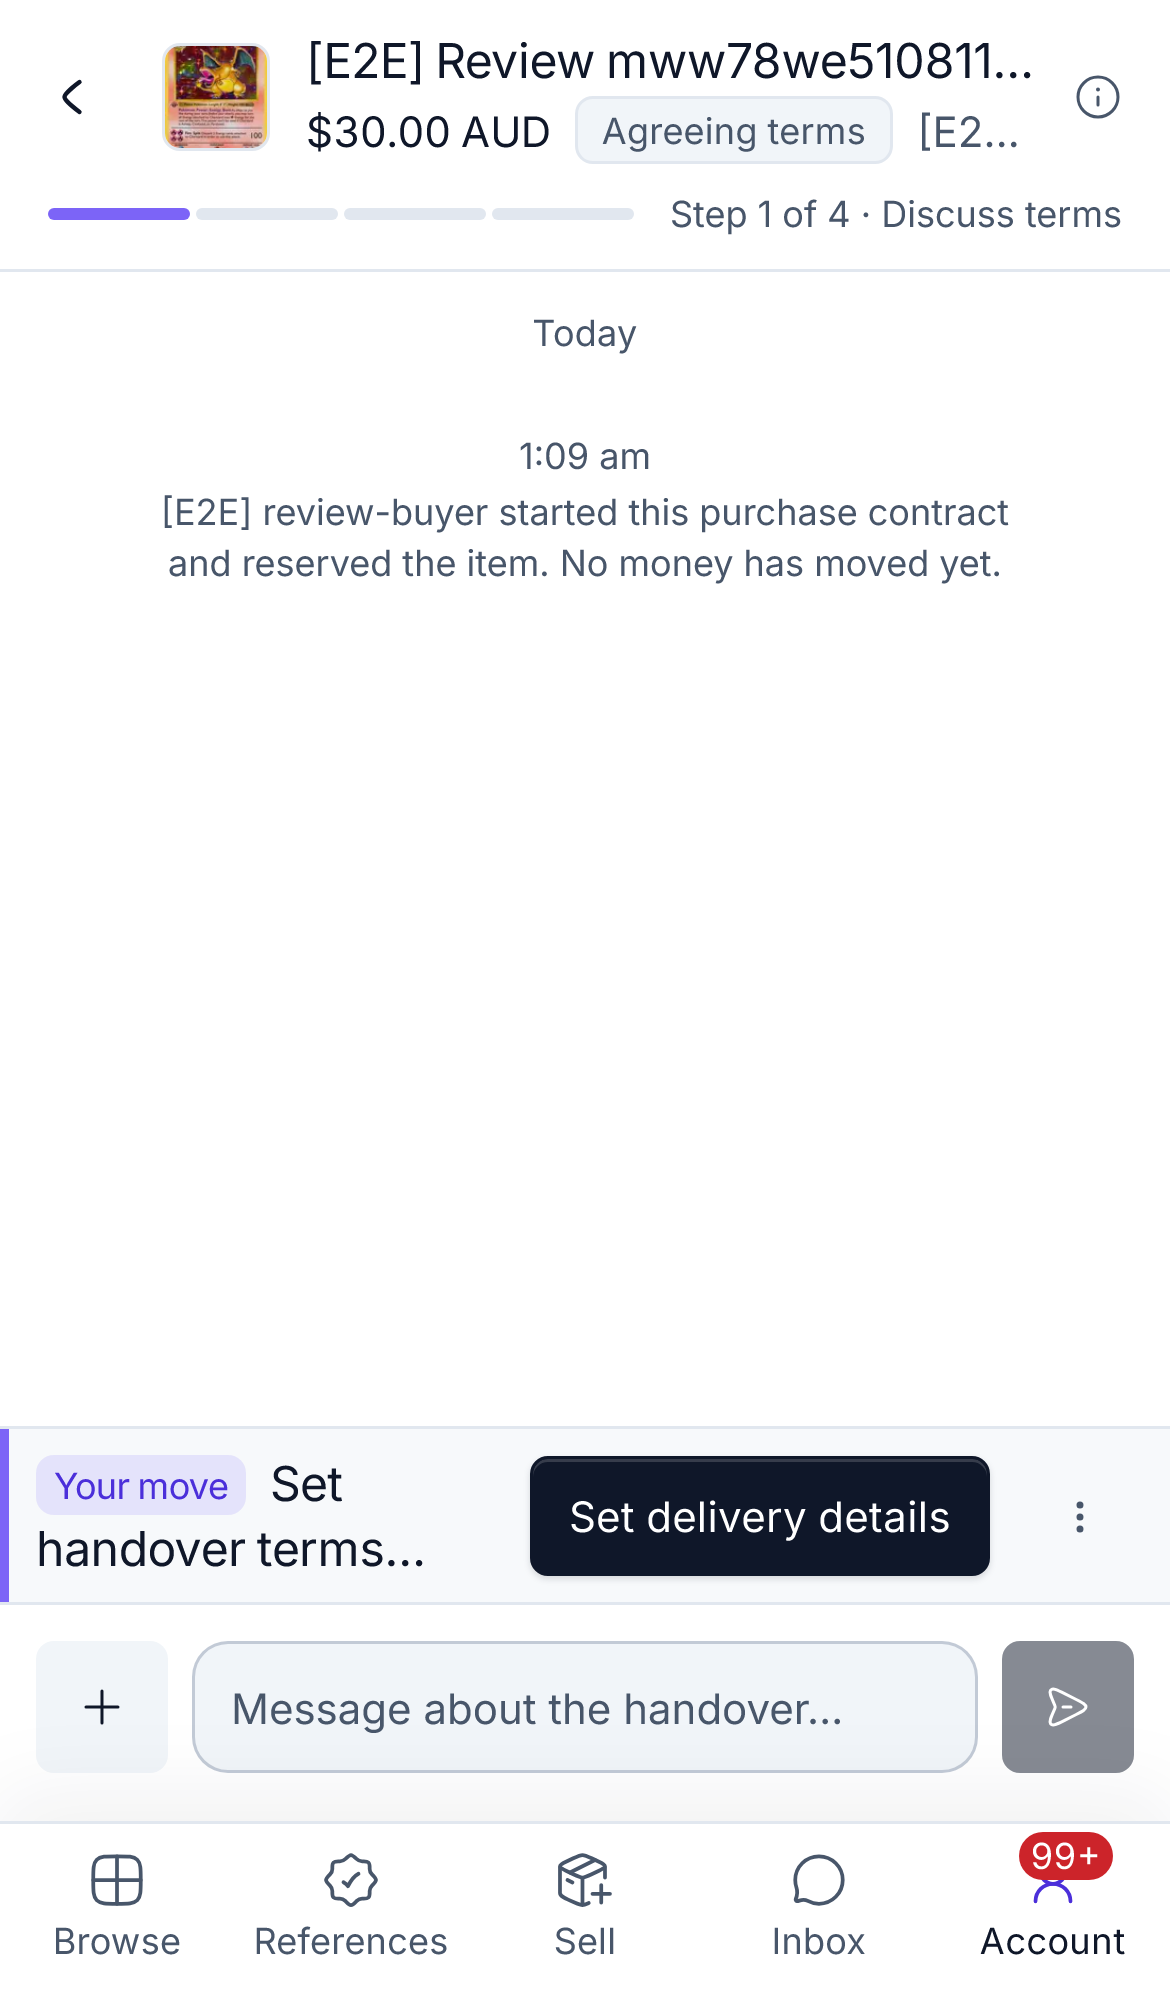 [E2E] Review mww78we510811...
$30.00 AUD
Agreeing terms
[E2...
Step 1 of 4 · Discuss terms
Today
1:09 am
[E2E] review-buyer started this purchase contract
and reserved the item. No money has moved yet.
Your move Set
handover terms...
Set delivery details
Message about the handover...
99+
Browse
References
Sell
Inbox
Account